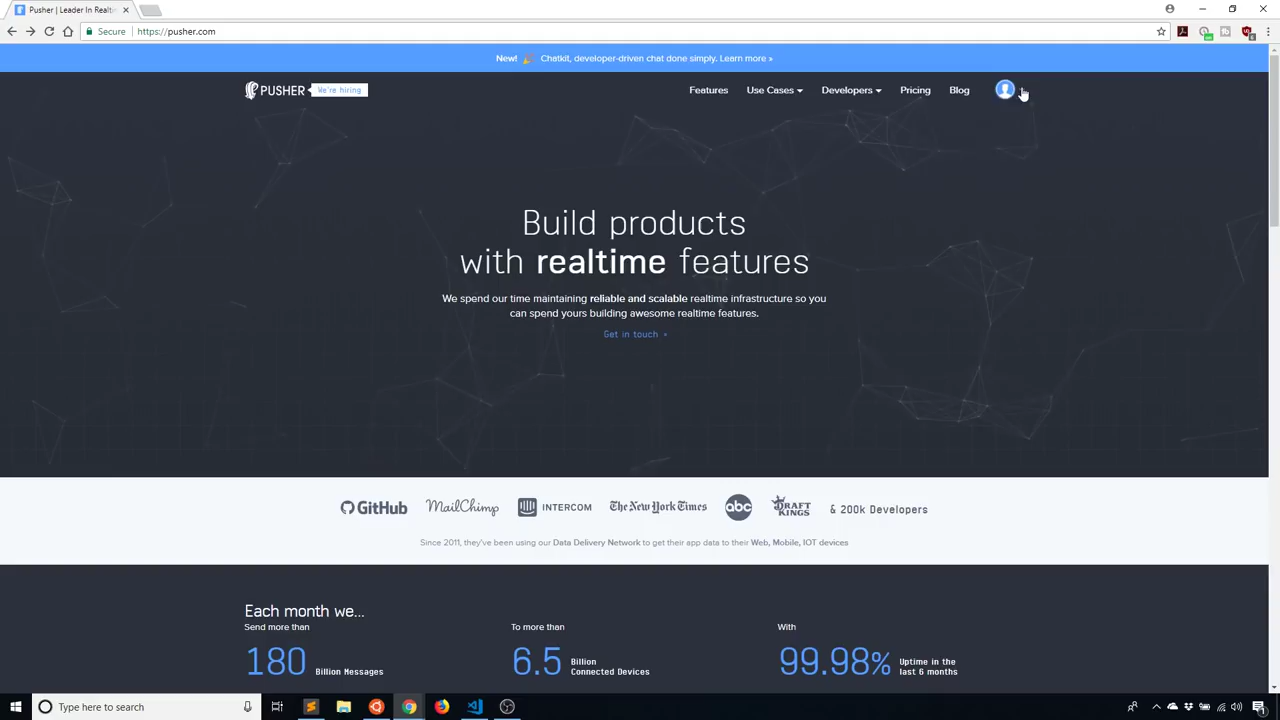 Pusher | Leader In Realti
Secure
https://pusher.com
New! Chatkit, developer-driven chat done simply. Learn more »
PUSHER
We're hiring
Features
Use Cases
Developers
Pricing
Blog
Build products
with realtime features
We spend our time maintaining reliable and scalable realtime infrastructure so you
can spend yours building awesome realtime features.
Get in touch »
GitHub
MailChimp
INTERCOM
The New York Times
abc
DRAFT
KINGS
& 200k Developers
Since 2011, they've been using our Data Delivery Network to get their app data to their Web, Mobile, IOT devices
Each month we...
Send more than
180 Billion Messages
To more than
6.5 Billion
Connected Devices
With
99.98% Uptime in the
last 6 months
Type here to search